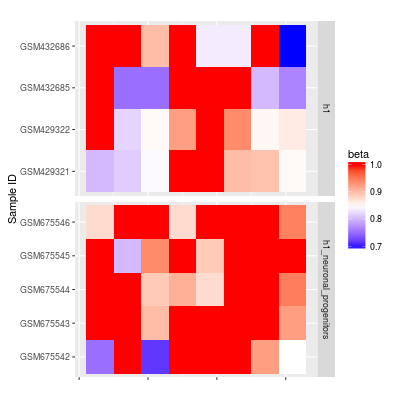 Sample ID
GSM432686
GSM432685
GSM429322
GSM429321
h1
GSM675546
GSM675545
GSM675544
GSM675543
GSM675542
h1_neuronal_progenitors
beta
1.0
0.9
0.8
0.7